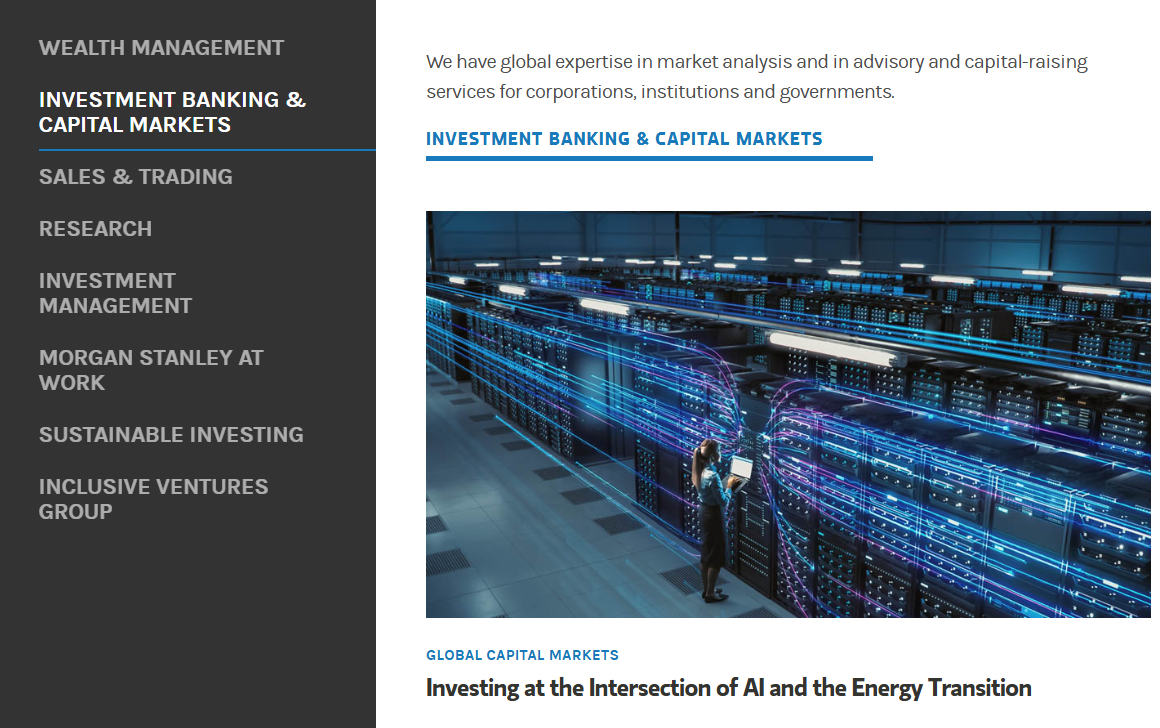 WEALTH MANAGEMENT
INVESTMENT BANKING &
CAPITAL MARKETS
SALES & TRADING
RESEARCH
INVESTMENT
MANAGEMENT
MORGAN STANLEY AT
WORK
SUSTAINABLE INVESTING
INCLUSIVE VENTURES
GROUP
We have global expertise in market analysis and in advisory and capital-raising
services for corporations, institutions and governments.
INVESTMENT BANKING & CAPITAL MARKETS
GLOBAL CAPITAL MARKETS
Investing at the Intersection of AI and the Energy Transition